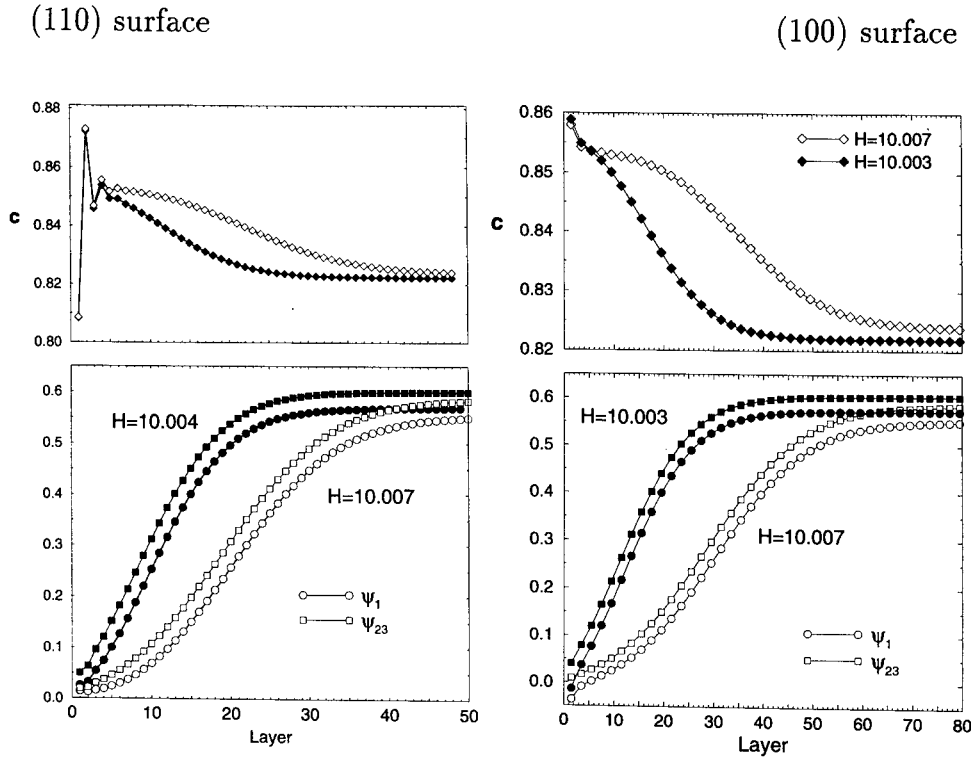 (110) surface
(100) surface
0.88
0.86
0.84
0.82
0.80
c
0.6
0.5
0.4
0.3
0.2
0.1
0.0
H=10.004
H=10.007
ψ1
ψ23
0 10 20 30 40 50
Layer
0.86
0.85
0.84
0.83
0.82
c
H=10.007
H=10.003
0.6
0.5
0.4
0.3
0.2
0.1
0.0
H=10.003
H=10.007
ψ1
ψ23
0 10 20 30 40 50 60 70 80
Layer